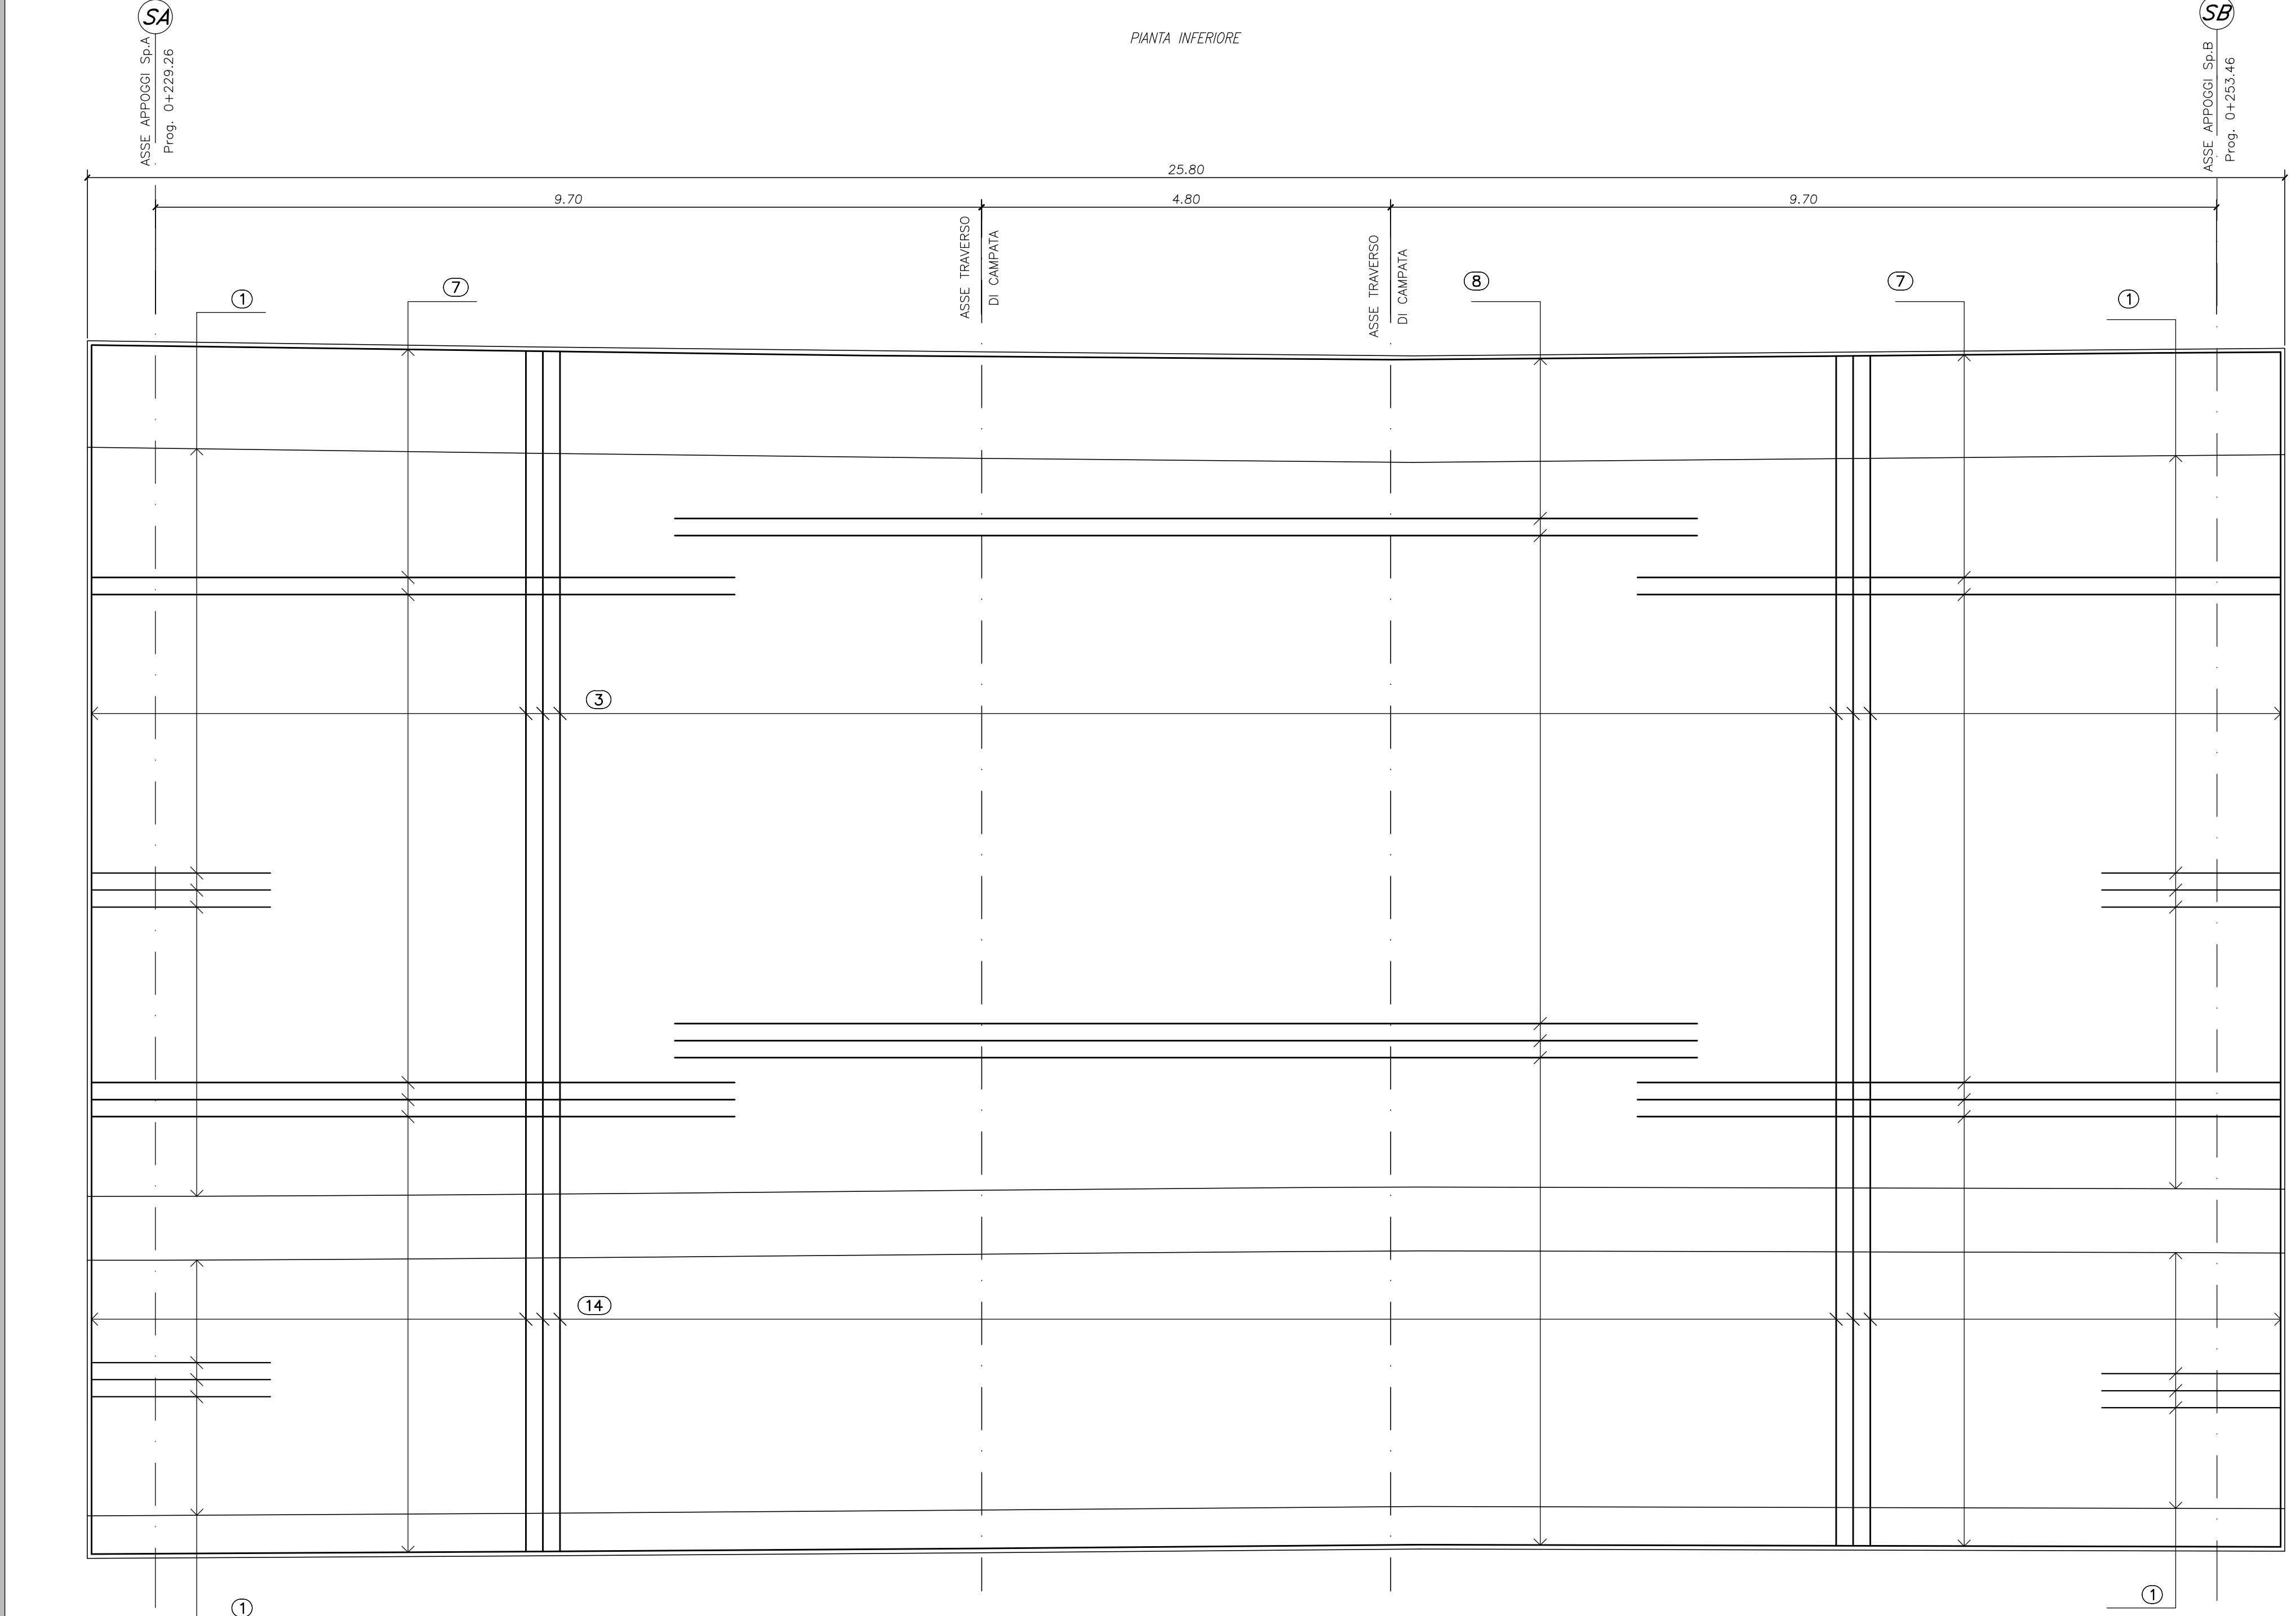 SA
SB
PIANTA INFERIORE
ASSE APPOGGI Sp.A
Prog. 0+229.26
ASSE APPOGGI Sp.B
Prog. 0+253.46
25.80
9.70
4.80
9.70
ASSE TRAVERSO
DI CAMPATA
ASSE TRAVERSO
DI CAMPATA
1
7
8
7
1
3
14
1
1